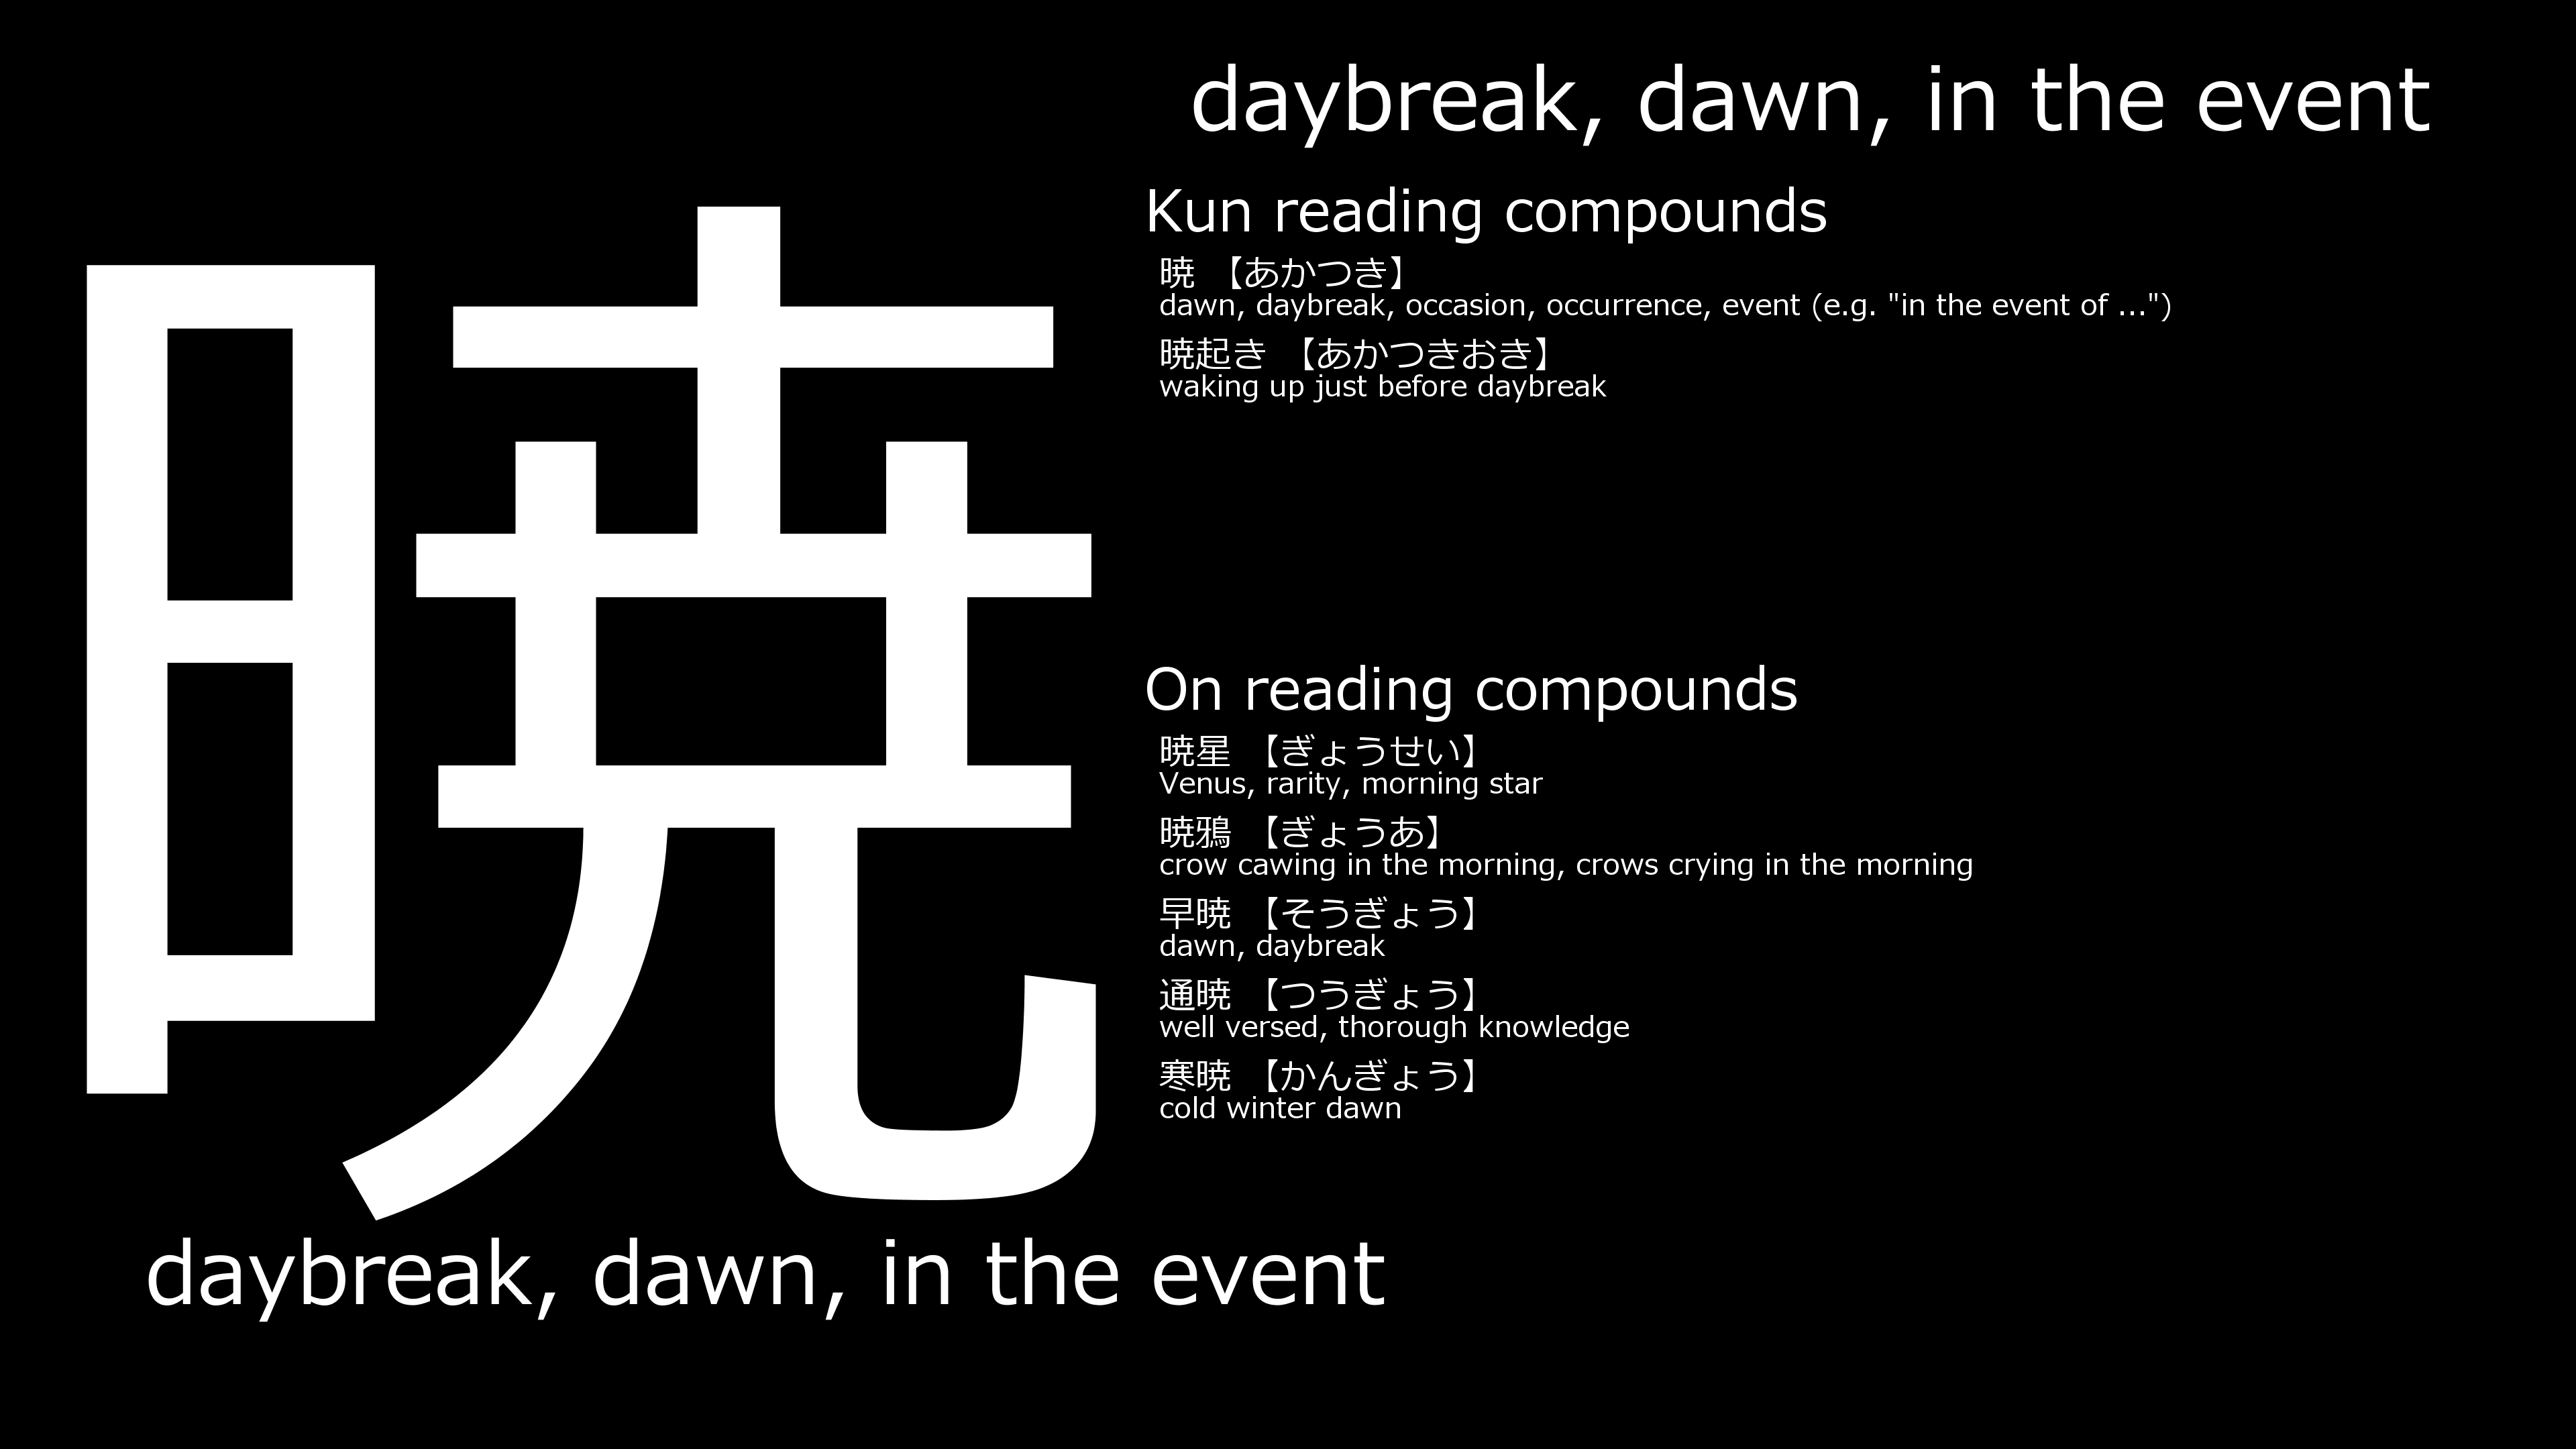 暁
daybreak, dawn, in the event
daybreak, dawn, in the event
Kun reading compounds
暁 【あかつき】
dawn, daybreak, occasion, occurrence, event (e.g. "in the event of ...")
暁起き 【あかつきおき】
waking up just before daybreak
On reading compounds
暁星 【ぎょうせい】
Venus, rarity, morning star
暁鴉 【ぎょうあ】
crow cawing in the morning, crows crying in the morning
早暁 【そうぎょう】
dawn, daybreak
通暁 【つうぎょう】
well versed, thorough knowledge
寒暁 【かんぎょう】
cold winter dawn